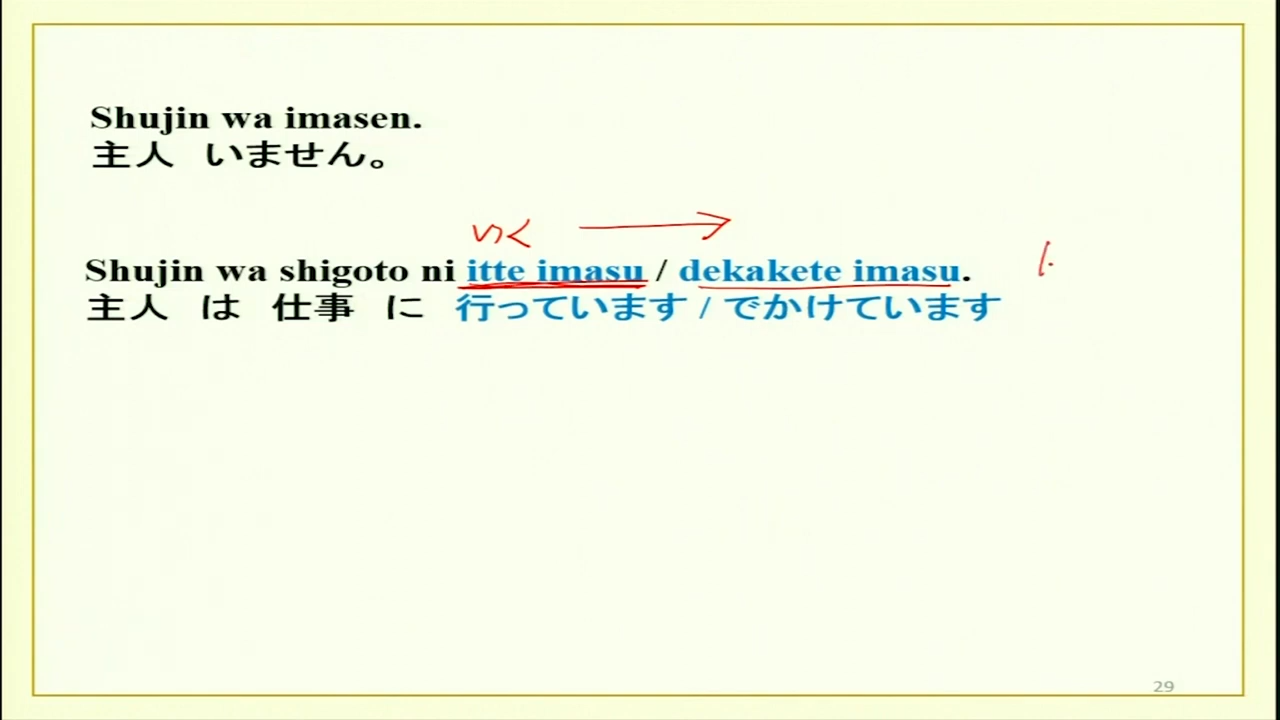 Shujin wa imasen.
主人 いません。
いく
Shujin wa shigoto ni itte imasu / dekakete imasu.
主人 は 仕事 に 行っています / でかけています
29